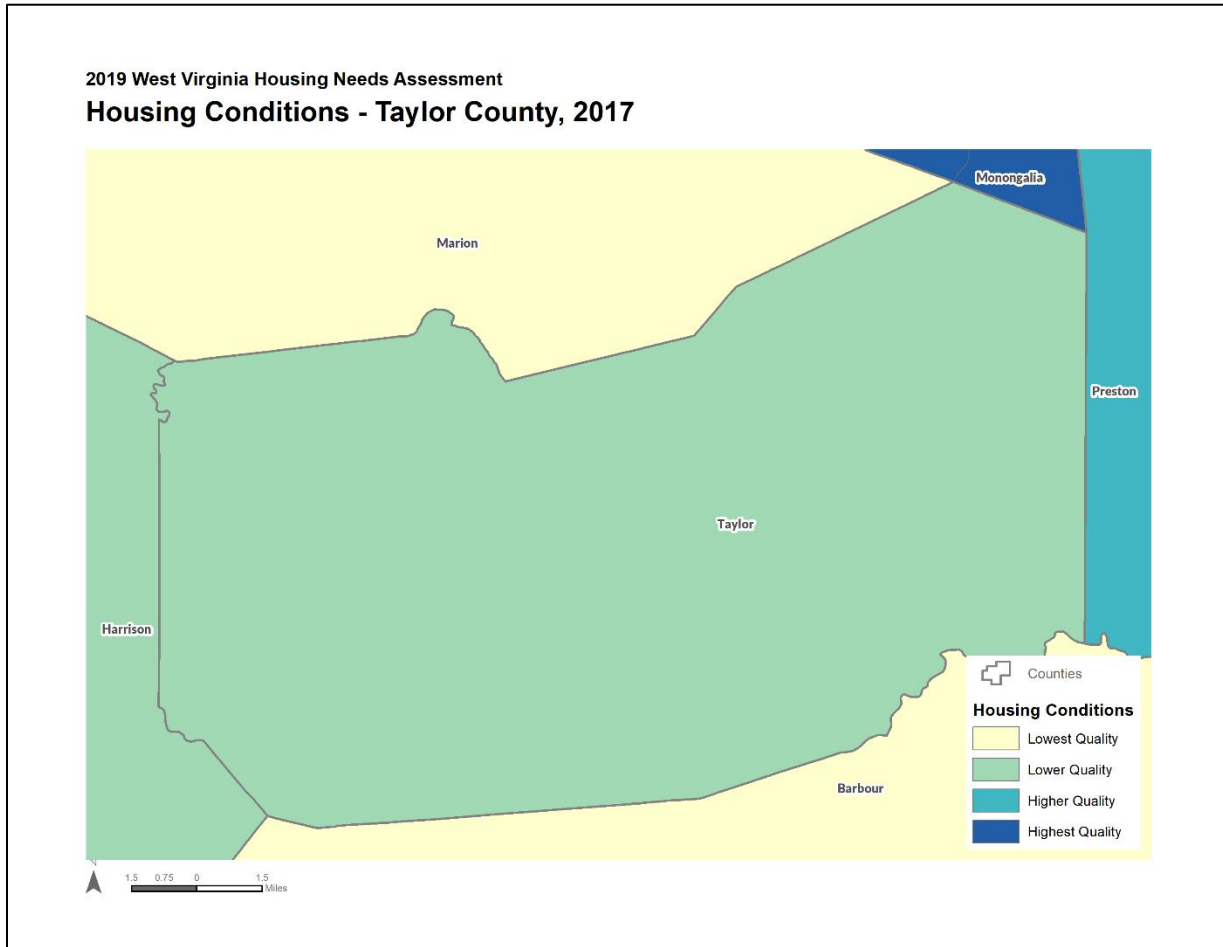 2019 West Virginia Housing Needs Assessment
Housing Conditions - Taylor County, 2017
Monongalia
Marion
Preston
Taylor
Harrison
Barbour
Counties
Housing Conditions
Lowest Quality
Lower Quality
Higher Quality
Highest Quality
1.5 0.75 0 1.5
Miles